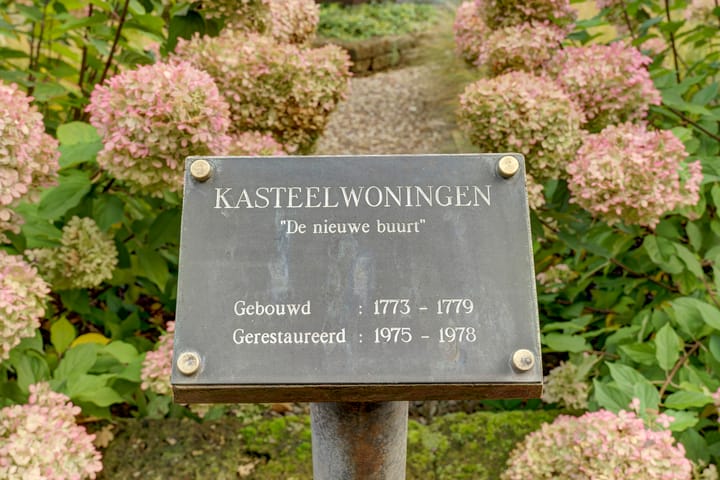 KASTEELWONINGEN
"De nieuwe buurt"
Gebouwd : 1773 - 1779
Gerestaureerd : 1975 - 1978